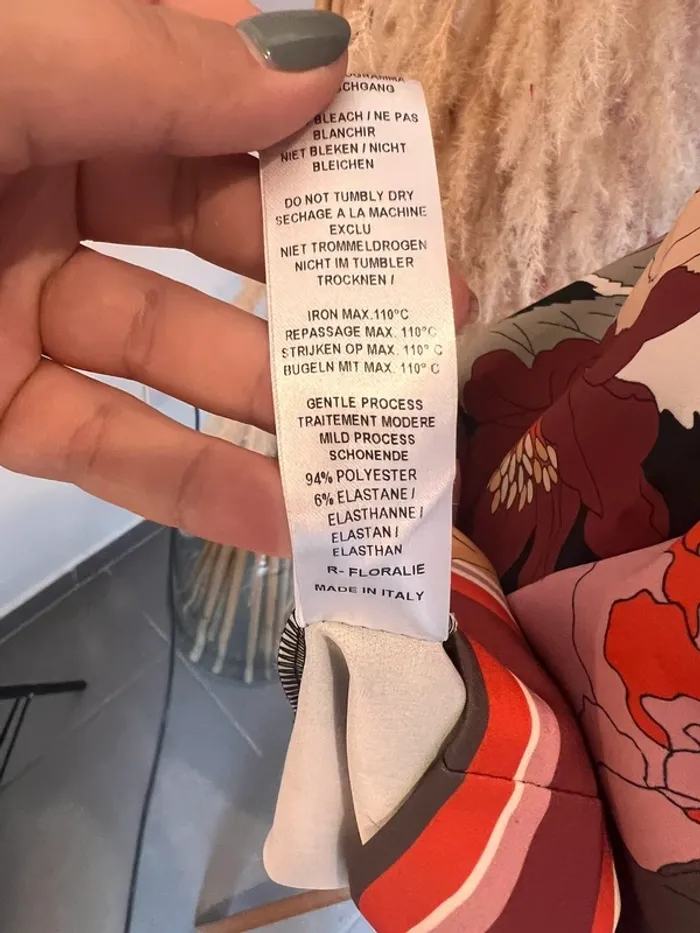 SCHGANG
BLEACH / NE PAS
BLANCHIR
NIET BLEKEN / NICHT
BLEICHEN
DO NOT TUMBLY DRY
SECHAGE A LA MACHINE
EXCLU
NIET TROMMELDROGEN
NICHT IM TUMBLER
TROCKNEN /
IRON MAX.110°C
REPASSAGE MAX. 110°C
STRIJKEN OP MAX. 110° C
BUGELN MIT MAX. 110° C
GENTLE PROCESS
TRAITEMENT MODERE
MILD PROCESS
SCHONENDE
94% POLYESTER
6% ELASTANE /
ELASTHANNE /
ELASTAN /
ELASTHAN
R- FLORALIE
MADE IN ITALY